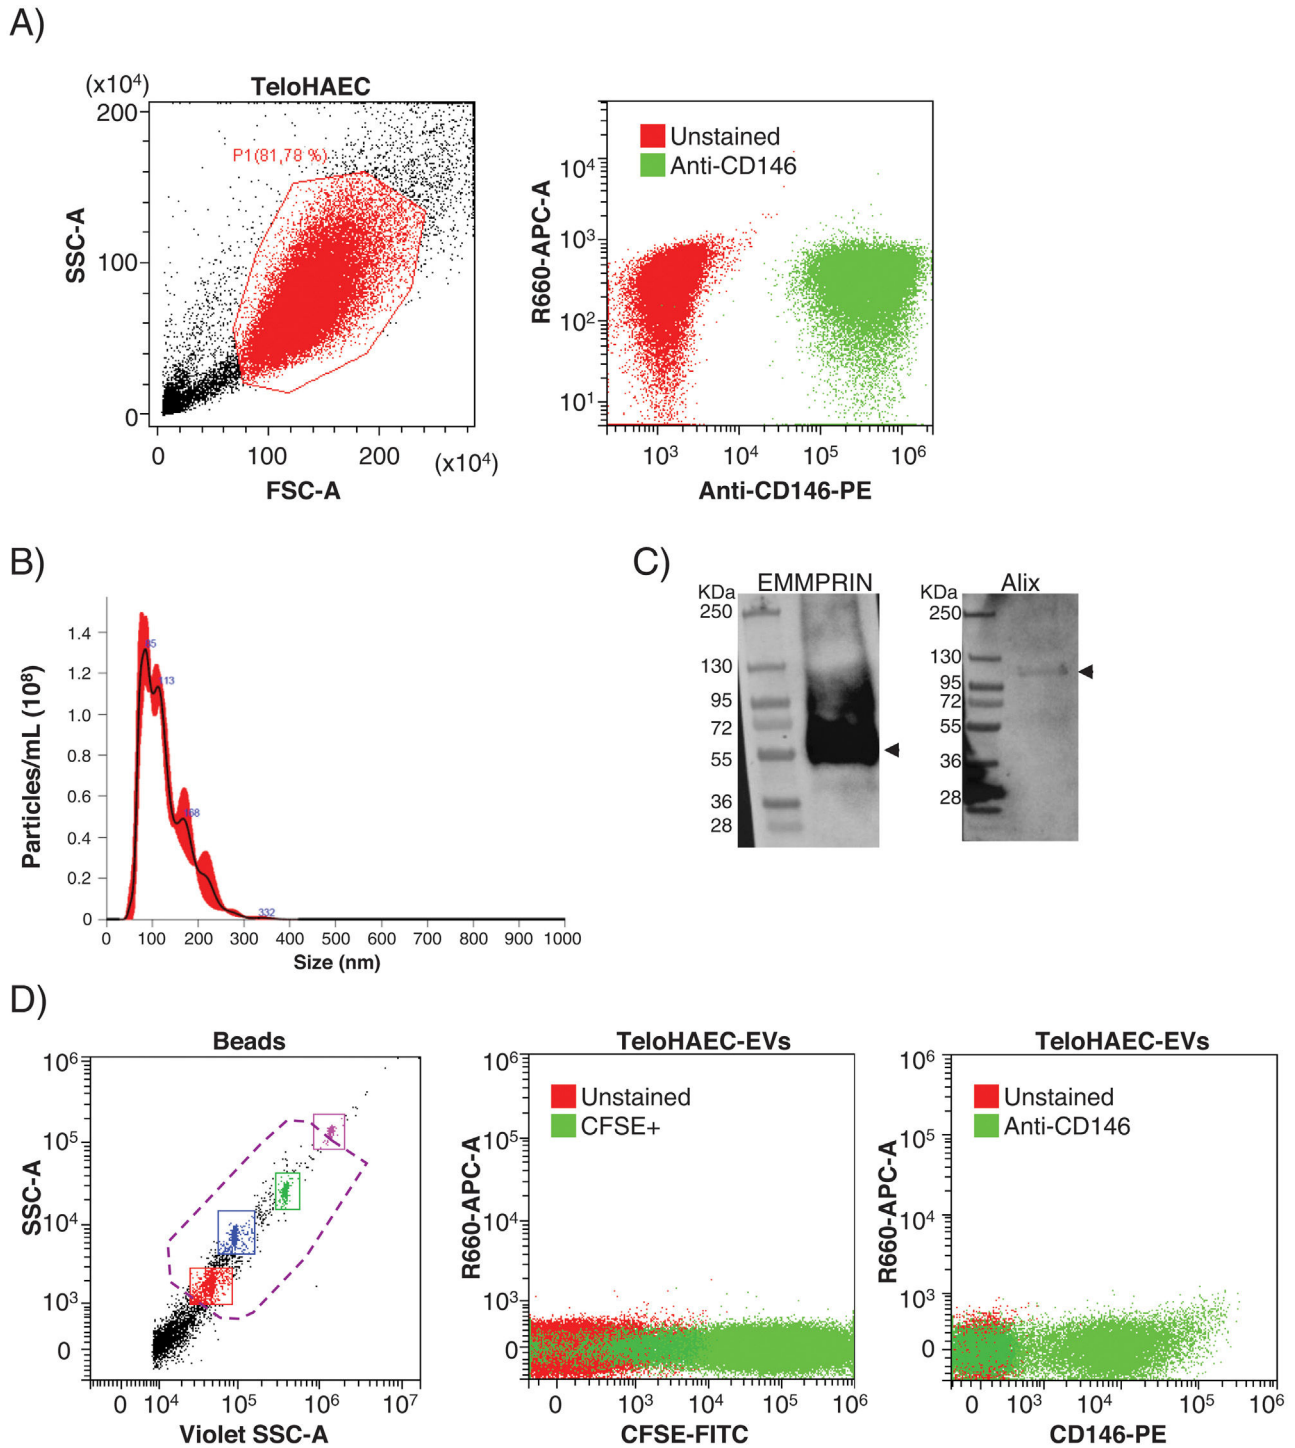 A)
TeloHAEC
(x10⁴)
200
100
0
P1(81,78 %)
SSC-A
0 100 200 (x10⁴)
FSC-A
Unstained
Anti-CD146
10⁴
10³
10²
10¹
R660-APC-A
10³ 10⁴ 10⁵ 10⁶
Anti-CD146-PE
B)
1.4
1.2
1.0
0.8
0.6
0.4
0.2
0
Particles/mL (10⁸)
332
0 100 200 300 400 500 600 700 800 900 1000
Size (nm)
C)
EMMPRIN
KDa
250
130
95
72
55
36
28
Alix
KDa
250
130
95
72
55
36
28
D)
Beads
10⁶
10⁵
10⁴
10³
0
SSC-A
0 10⁴ 10⁵ 10⁶ 10⁷
Violet SSC-A
TeloHAEC-EVs
Unstained
CFSE+
10⁶
10⁵
10⁴
10³
0
R660-APC-A
0 10³ 10⁴ 10⁵ 10⁶
CFSE-FITC
TeloHAEC-EVs
Unstained
Anti-CD146
10⁶
10⁵
10⁴
10³
0
R660-APC-A
0 10³ 10⁴ 10⁵ 10⁶
CD146-PE